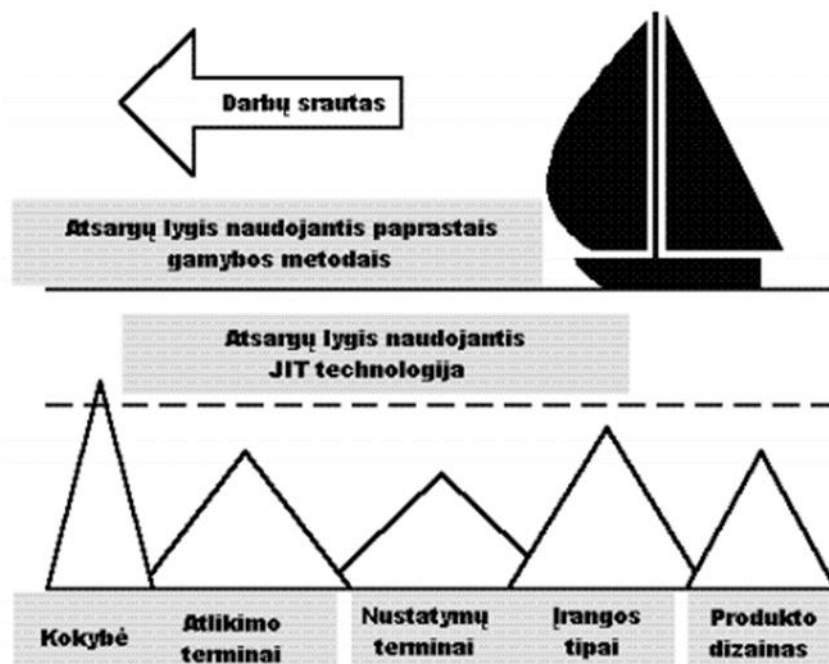 Darbų srautas
Atsargų lygis naudojantis paprastais
gamybos metodais
Atsargų lygis naudojantis
JIT technologija
Kokybė
Atlikimo
terminai
Nustatymų
terminai
Įrangos
tipai
Produkto
dizainas